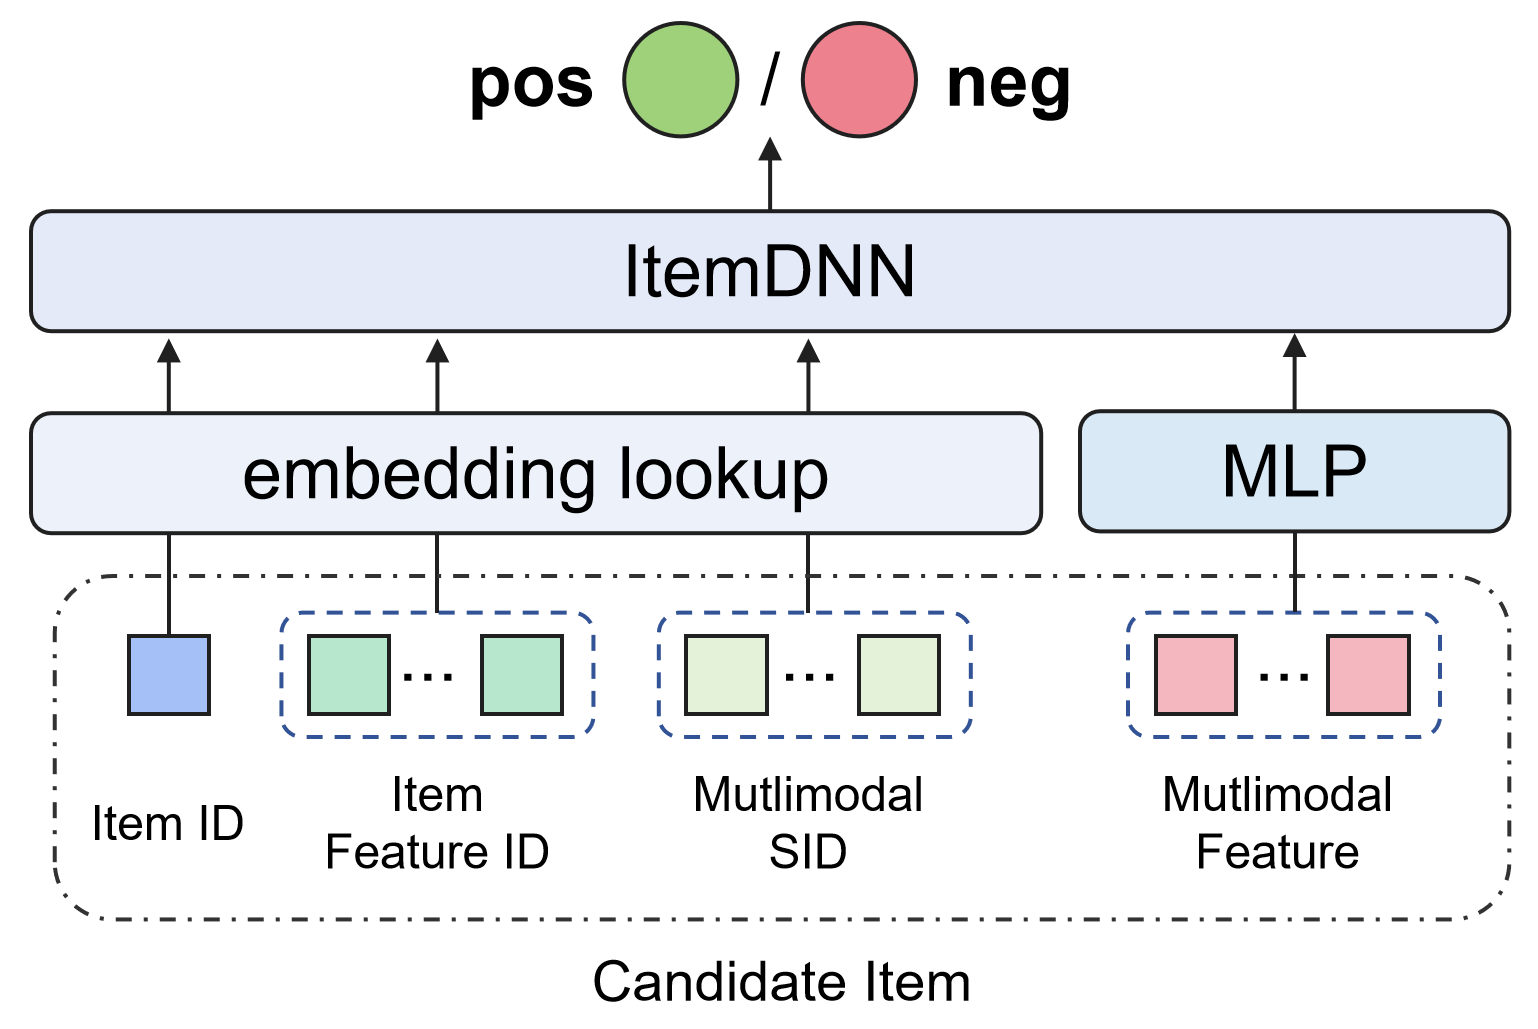 pos / neg
ItemDNN
embedding lookup
MLP
...
...
...
Item ID
Item
Feature ID
Mutlimodal
SID
Mutlimodal
Feature
Candidate Item